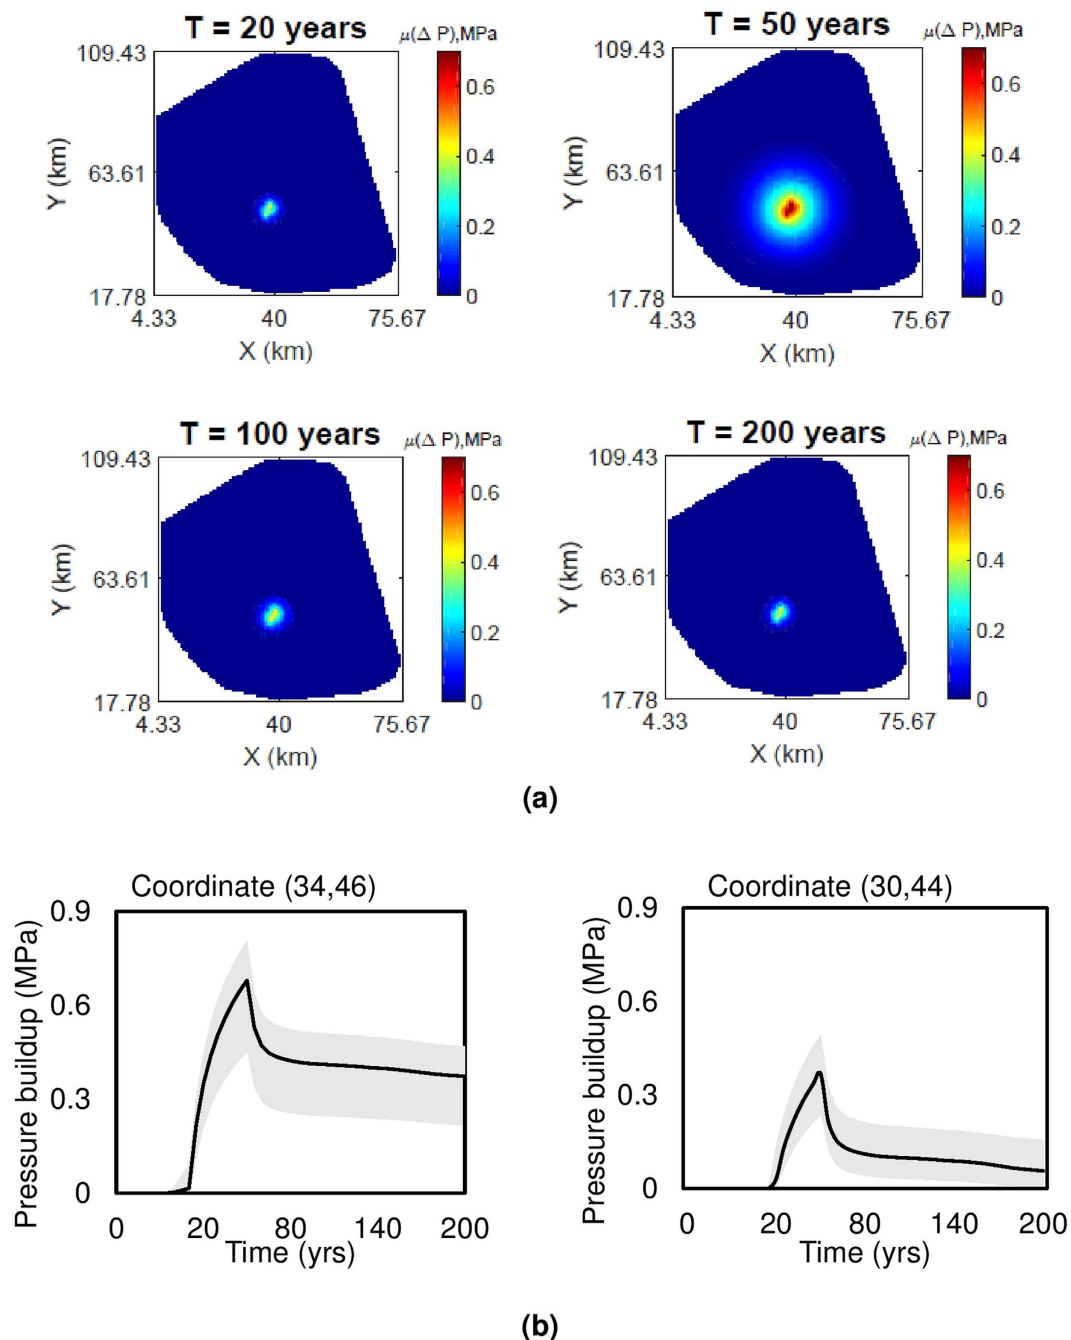 T = 20 years
μ(Δ P),MPa
109.43
63.61
17.78
Y (km)
4.33 40 75.67
X (km)
0.6
0.4
0.2
0
T = 50 years
μ(Δ P),MPa
109.43
63.61
17.78
Y (km)
4.33 40 75.67
X (km)
0.6
0.4
0.2
0
T = 100 years
μ(Δ P),MPa
109.43
63.61
17.78
Y (km)
4.33 40 75.67
X (km)
0.6
0.4
0.2
0
T = 200 years
μ(Δ P),MPa
109.43
63.61
17.78
Y (km)
4.33 40 75.67
X (km)
0.6
0.4
0.2
0
(a)
Coordinate (34,46)
Pressure buildup (MPa)
0.9
0.6
0.3
0
0 20 80 140 200
Time (yrs)
Coordinate (30,44)
Pressure buildup (MPa)
0.9
0.6
0.3
0
0 20 80 140 200
Time (yrs)
(b)